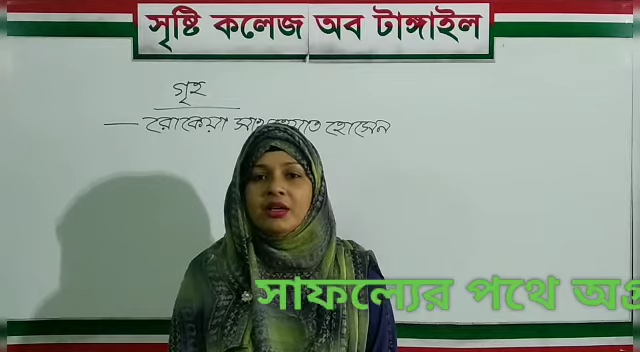 সৃষ্টি কলেজ অব টাঙ্গাইল
গৃহ
— রোকেয়া সাখাওয়াত হোসেন
সাফল্যের পথে